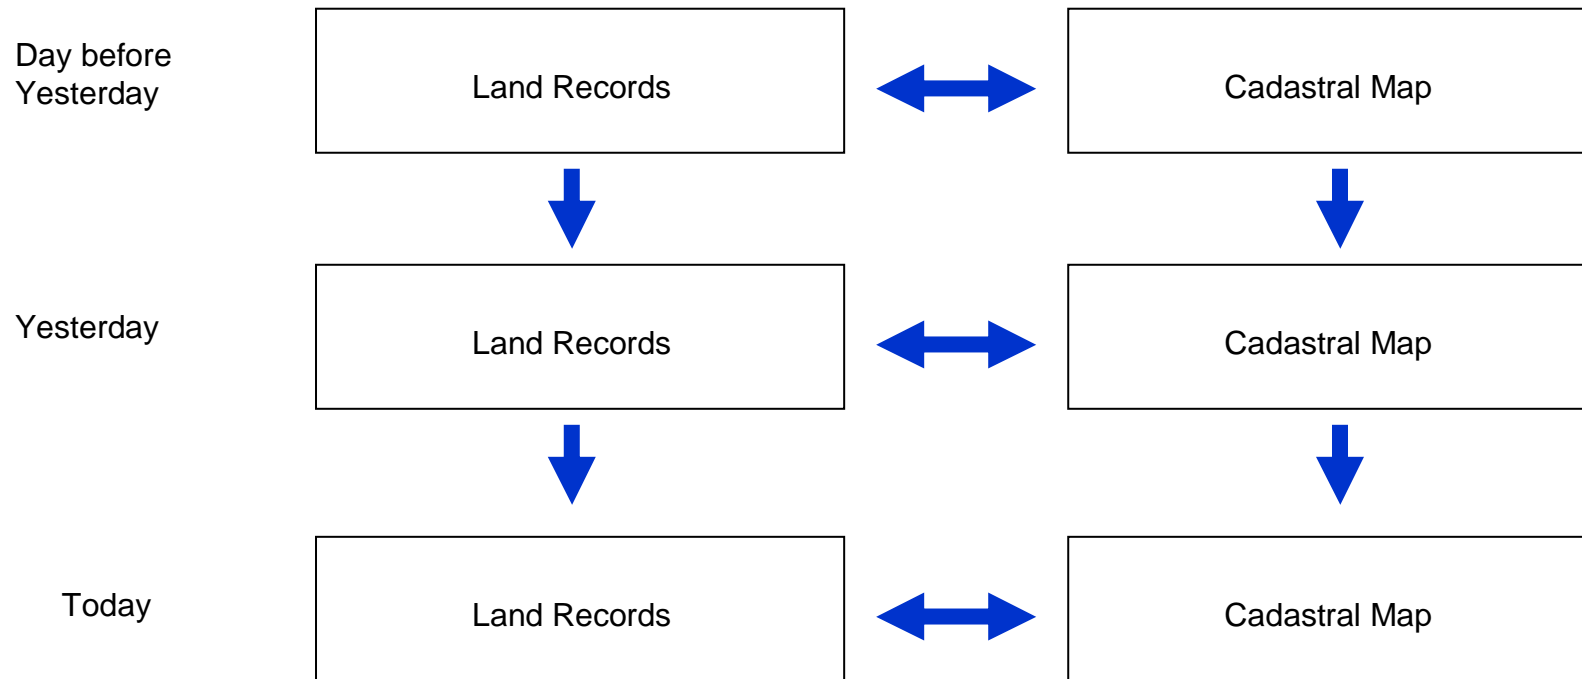 Day before
Yesterday
Land Records
Cadastral Map
Yesterday
Land Records
Cadastral Map
Today
Land Records
Cadastral Map